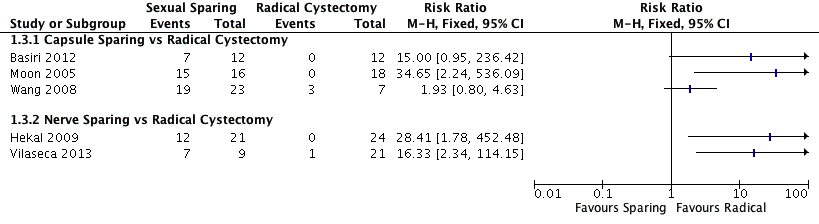 Sexual Sparing Radical Cystectomy Risk Ratio Risk Ratio
Study or Subgroup Events Total Events Total M-H, Fixed, 95% CI M-H, Fixed, 95% CI
1.3.1 Capsule Sparing vs Radical Cystectomy
Basiri 2012 7 12 0 12 15.00 [0.95, 236.42]
Moon 2005 15 16 0 18 34.65 [2.24, 536.09]
Wang 2008 19 23 3 7 1.93 [0.80, 4.63]
1.3.2 Nerve Sparing vs Radical Cystectomy
Hekal 2009 12 21 0 24 28.41 [1.78, 452.48]
Vilaseca 2013 7 9 1 21 16.33 [2.34, 114.15]
0.01 0.1 1 10 100
Favours Sparing Favours Radical